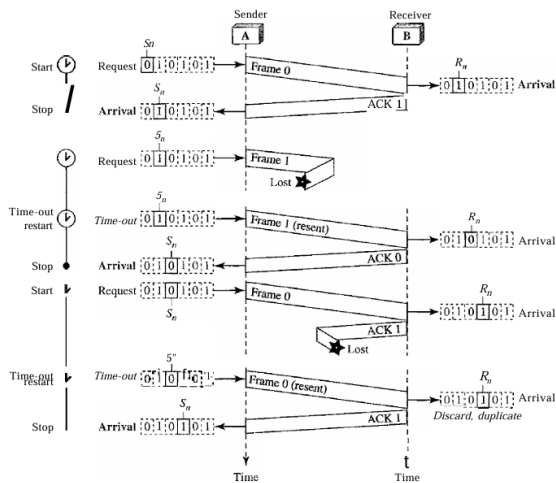 Sender Receiver
A B
Sn
Start Request 0 1 0 1 0 1 Frame 0 Rn
0 1 0 1 0 1 Arrival
Sn
Stop Arrival 0 1 0 1 0 1 ACK 1
5n
Request 0 1 0 1 0 1 Frame 1
Lost
5n
Time-out restart Time-out 0 1 0 1 0 1 Frame 1 (resent) Rn
0 1 0 1 0 1 Arrival
Sn
Stop Arrival 0 1 0 1 0 1 ACK 0
Start Request 0 1 0 1 0 1 Frame 0
Sn Rn
0 1 0 1 0 1 Arrival
ACK 1
Lost
5"
Time-out restart Time-out Frame 0 (resent) Rn
0 1 0 1 0 1 Arrival
Sn
Stop Arrival 0 1 0 1 0 1 ACK 1 Discard, duplicate
t
Time Time